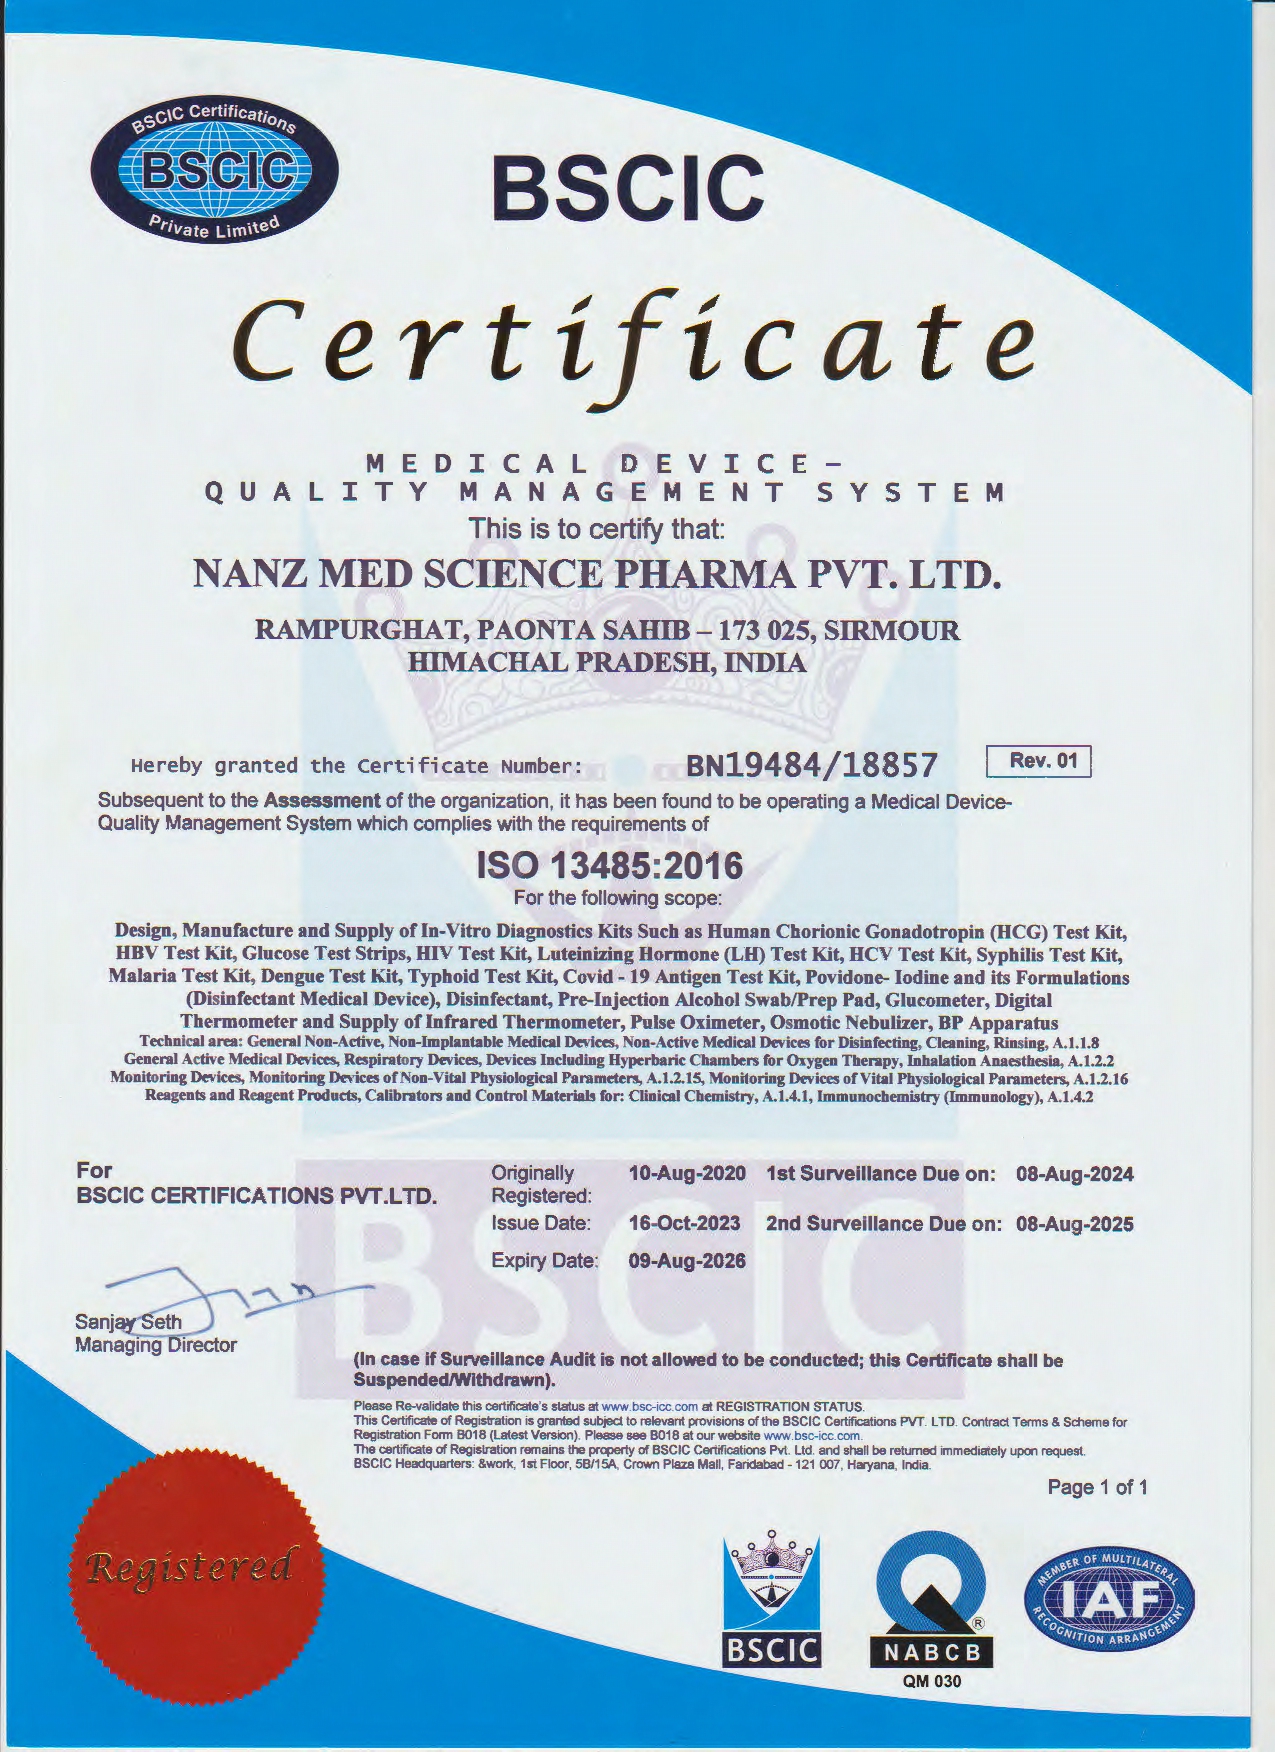 BSCIC Certifications
BSCIC
Private Limited
BSCIC
Certificate
MEDICAL DEVICE-
QUALITY MANAGEMENT SYSTEM
This is to certify that:
NANZ MED SCIENCE PHARMA PVT. LTD.
RAMPURGHAT, PAONTA SAHIB – 173 025, SIRMOUR
HIMACHAL PRADESH, INDIA
Hereby granted the Certificate Number: BN19484/18857 Rev. 01
Subsequent to the Assessment of the organization, it has been found to be operating a Medical Device-
Quality Management System which complies with the requirements of
ISO 13485:2016
For the following scope:
Design, Manufacture and Supply of In-Vitro Diagnostics Kits Such as Human Chorionic Gonadotropin (HCG) Test Kit,
HBV Test Kit, Glucose Test Strips, HIV Test Kit, Luteinizing Hormone (LH) Test Kit, HCV Test Kit, Syphilis Test Kit,
Malaria Test Kit, Dengue Test Kit, Typhoid Test Kit, Covid - 19 Antigen Test Kit, Povidone- Iodine and its Formulations
(Disinfectant Medical Device), Disinfectant, Pre-Injection Alcohol Swab/Prep Pad, Glucometer, Digital
Thermometer and Supply of Infrared Thermometer, Pulse Oximeter, Osmotic Nebulizer, BP Apparatus
Technical area: General Non-Active, Non-Implantable Medical Devices, Non-Active Medical Devices for Disinfecting, Cleaning, Rinsing, A.1.1.8
General Active Medical Devices, Respiratory Devices, Devices Including Hyperbaric Chambers for Oxygen Therapy, Inhalation Anaesthesia, A.1.2.2
Monitoring Devices, Monitoring Devices of Non-Vital Physiological Parameters, A.1.2.15, Monitoring Devices of Vital Physiological Parameters, A.1.2.16
Reagents and Reagent Products, Calibrators and Control Materials for: Clinical Chemistry, A.1.4.1, Immunochemistry (Immunology), A.1.4.2
For
BSCIC CERTIFICATIONS PVT.LTD.
Originally Registered: 10-Aug-2020 1st Surveillance Due on: 08-Aug-2024
Issue Date: 16-Oct-2023 2nd Surveillance Due on: 08-Aug-2025
Expiry Date: 09-Aug-2026
BSCIC
Sanjay Seth
Managing Director
(In case if Surveillance Audit is not allowed to be conducted; this Certificate shall be
Suspended/Withdrawn).
Please Re-validate this certificate's status at www.bsc-icc.com at REGISTRATION STATUS.
This Certificate of Registration is granted subject to relevant provisions of the BSCIC Certifications PVT. LTD. Contract Terms & Scheme for
Registration Form B018 (Latest Version). Please see B018 at our website www.bsc-icc.com.
The certificate of Registration remains the property of BSCIC Certifications Pvt. Ltd. and shall be returned immediately upon request.
BSCIC Headquarters: &work, 1st Floor, 5B/15A, Crown Plaza Mall, Faridabad - 121 007, Haryana, India.
Page 1 of 1
Registered
BSCIC
®
NABCB
QM 030
MEMBER OF MULTILATERAL
IAF
RECOGNITION ARRANGEMENT